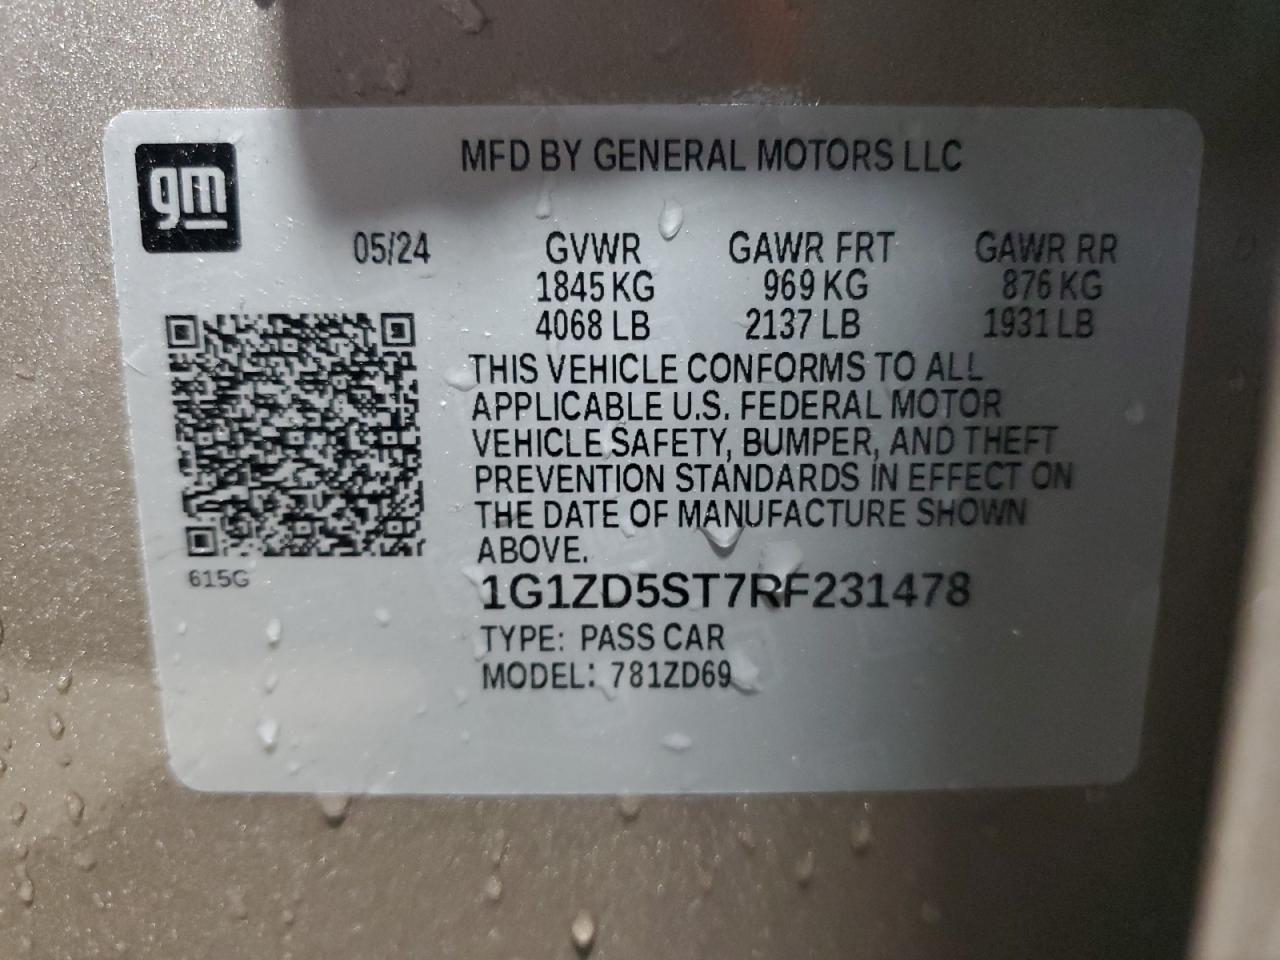 gm
MFD BY GENERAL MOTORS LLC
05/24 GVWR GAWR FRT GAWR RR
1845 KG 969 KG 876 KG
4068 LB 2137 LB 1931 LB
THIS VEHICLE CONFORMS TO ALL
APPLICABLE U.S. FEDERAL MOTOR
VEHICLE SAFETY, BUMPER, AND THEFT
PREVENTION STANDARDS IN EFFECT ON
THE DATE OF MANUFACTURE SHOWN
ABOVE.
615G
1G1ZD5ST7RF231478
TYPE: PASS CAR
MODEL: 781ZD69